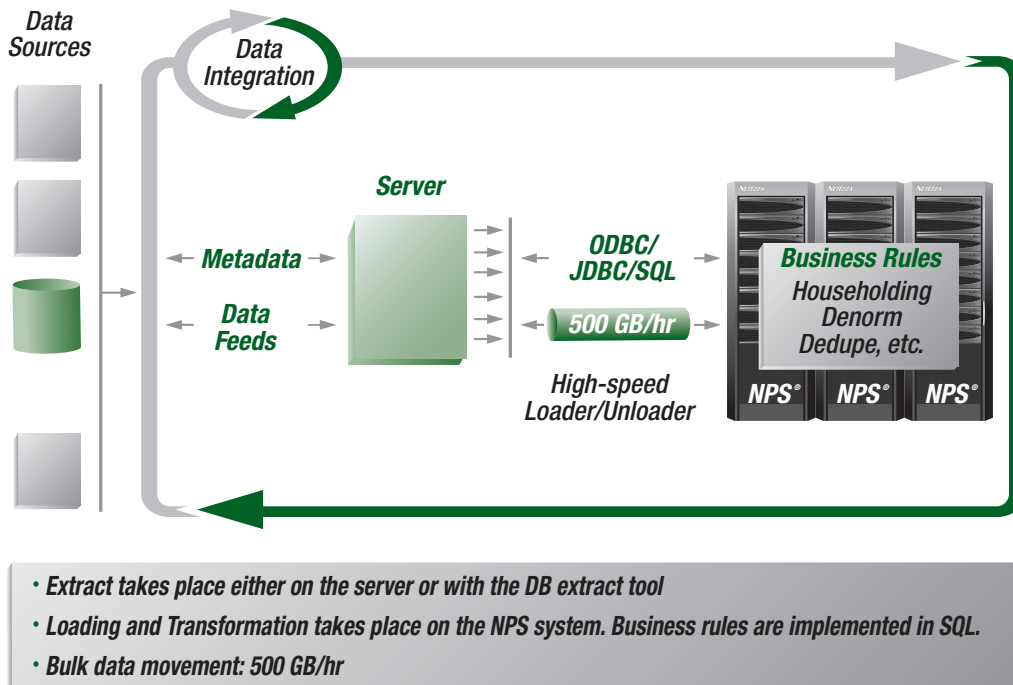 Data
Sources
Data
Integration
Server
Metadata
Data
Feeds
ODBC/
JDBC/SQL
500 GB/hr
High-speed
Loader/Unloader
NETEZZA
NETEZZA
NETEZZA
Business Rules
Householding
Denorm
Dedupe, etc.
NPS®
NPS®
NPS®
• Extract takes place either on the server or with the DB extract tool
• Loading and Transformation takes place on the NPS system. Business rules are implemented in SQL.
• Bulk data movement: 500 GB/hr